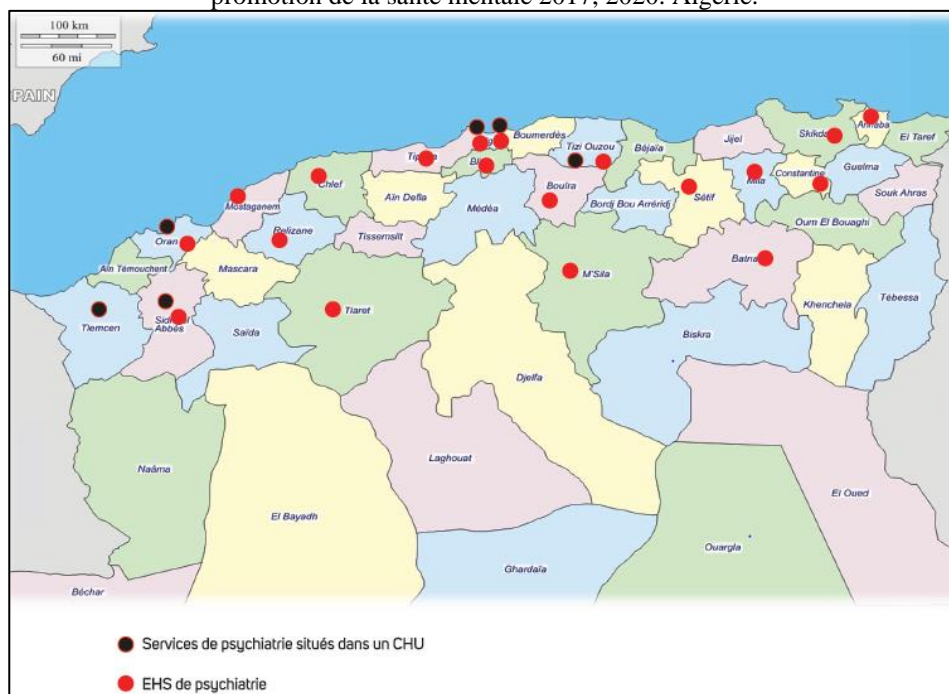 promotion de la santé mentale 2017, 2020. Algérie.
100 km
60 mi
PAIN
Boumerdès
Tizi Ouzou
Béjaïa
Jijel
Skikda
Annaba
El Taref
Chlef
Aïn Defla
Médéa
Bouïra
Bordj Bou Arréridj
Sétif
Mila
Constantine
Guelma
Souk Ahras
Mostaganem
Relizane
Tissemsilt
Oum El Bouaghi
Oran
Mascara
M'Sila
Batna
Aïn Témouchent
Khenchela
Tébessa
Tlemcen
Abbès
Saïda
Tiaret
Biskra
Djelfa
Naâma
Laghouat
El Oued
El Bayadh
Ouargla
Ghardaïa
Béchar
Services de psychiatrie situés dans un CHU
EHS de psychiatrie